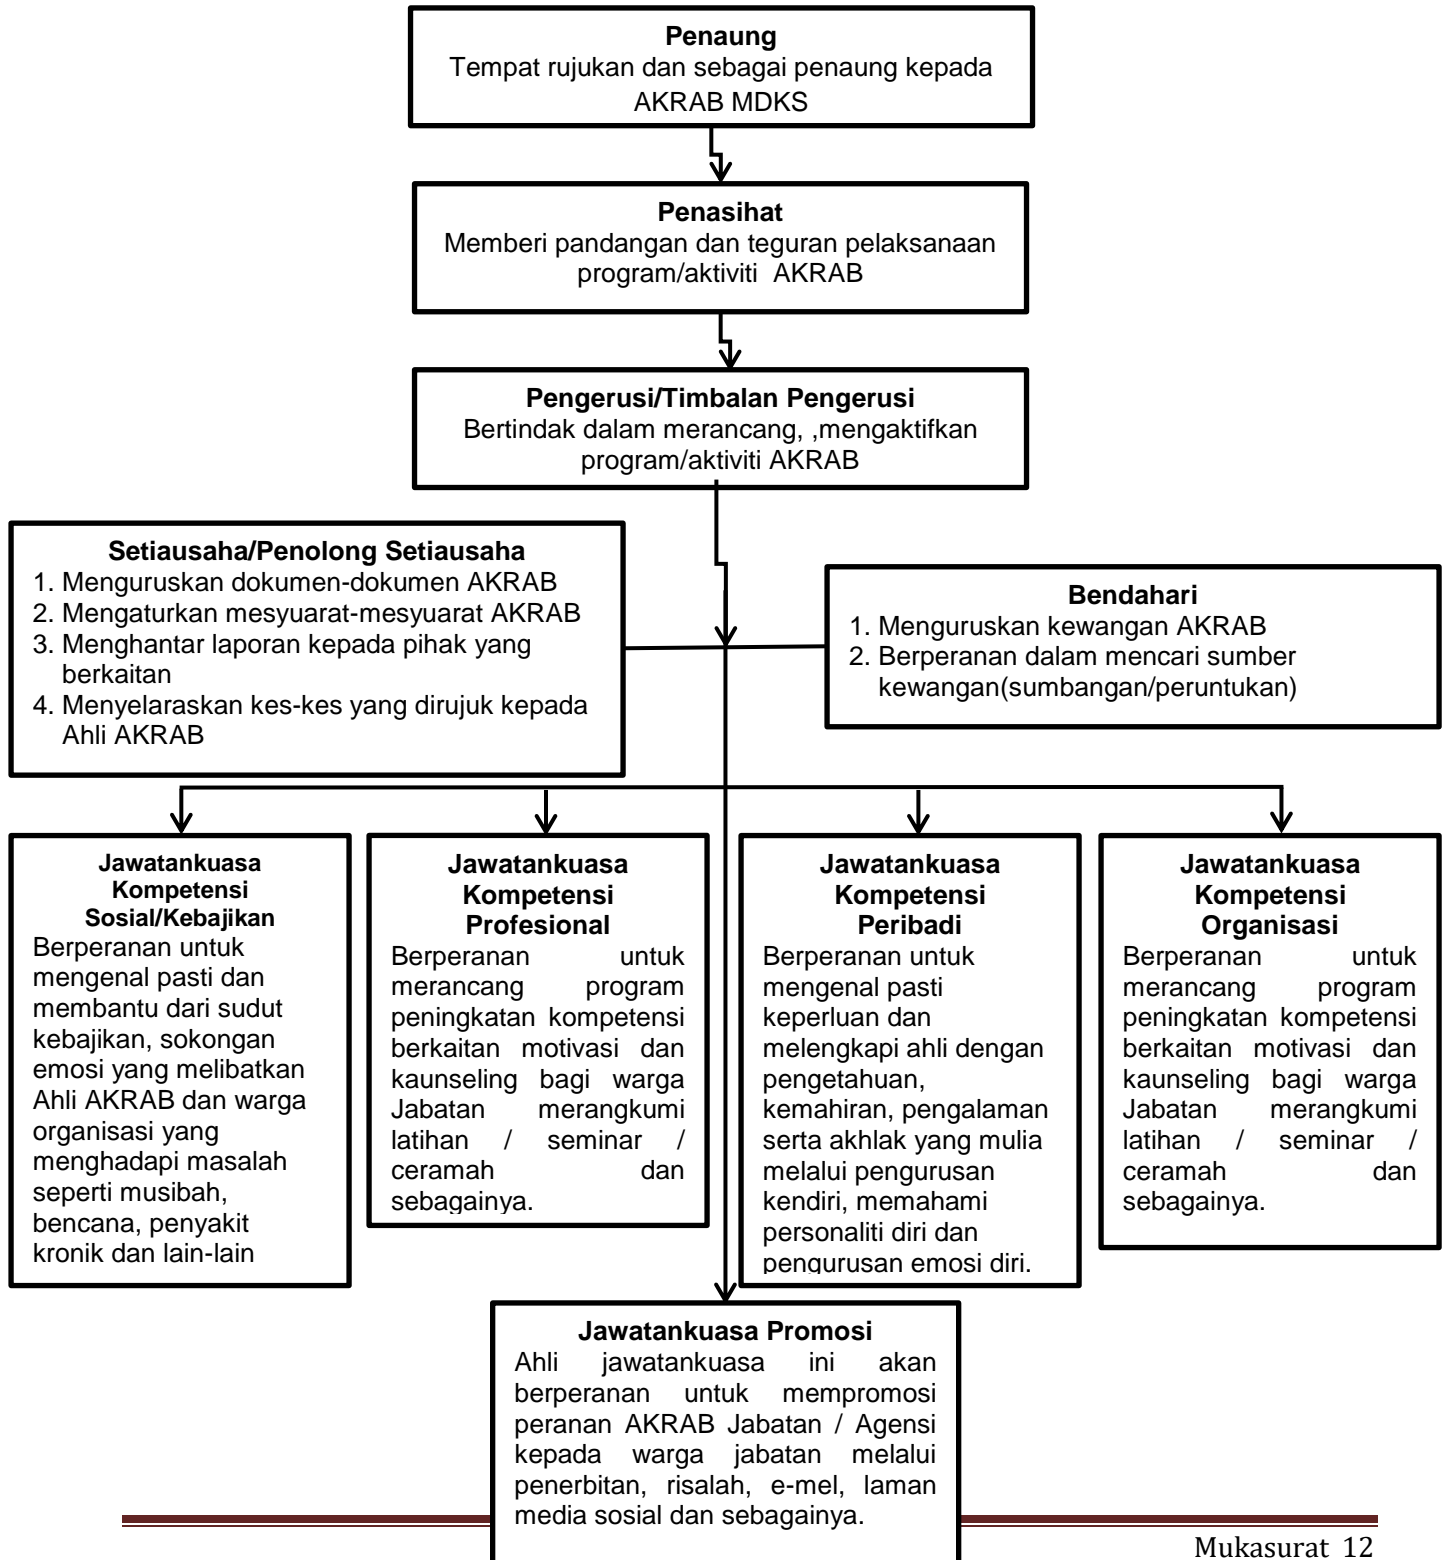 Penaung
Tempat rujukan dan sebagai penaung kepada
AKRAB MDKS
Penasihat
Memberi pandangan dan teguran pelaksanaan
program/aktiviti AKRAB
Pengerusi/Timbalan Pengerusi
Bertindak dalam merancang, ,mengaktifkan
program/aktiviti AKRAB
Setiausaha/Penolong Setiausaha
1. Menguruskan dokumen-dokumen AKRAB
2. Mengaturkan mesyuarat-mesyuarat AKRAB
3. Menghantar laporan kepada pihak yang
berkaitan
4. Menyelaraskan kes-kes yang dirujuk kepada
Ahli AKRAB
Bendahari
1. Menguruskan kewangan AKRAB
2. Berperanan dalam mencari sumber
kewangan(sumbangan/peruntukan)
Jawatankuasa
Kompetensi
Sosial/Kebajikan
Berperanan untuk
mengenal pasti dan
membantu dari sudut
kebajikan, sokongan
emosi yang melibatkan
Ahli AKRAB dan warga
organisasi yang
menghadapi masalah
seperti musibah,
bencana, penyakit
kronik dan lain-lain
Jawatankuasa
Kompetensi
Profesional
Berperanan untuk
merancang program
peningkatan kompetensi
berkaitan motivasi dan
kaunseling bagi warga
Jabatan merangkumi
latihan / seminar /
ceramah dan
sebagainya.
Jawatankuasa
Kompetensi
Peribadi
Berperanan untuk
mengenal pasti
keperluan dan
melengkapi ahli dengan
pengetahuan,
kemahiran, pengalaman
serta akhlak yang mulia
melalui pengurusan
kendiri, memahami
personaliti diri dan
pengurusan emosi diri.
Jawatankuasa
Kompetensi
Organisasi
Berperanan untuk
merancang program
peningkatan kompetensi
berkaitan motivasi dan
kaunseling bagi warga
Jabatan merangkumi
latihan / seminar /
ceramah dan
sebagainya.
Jawatankuasa Promosi
Ahli jawatankuasa ini akan
berperanan untuk mempromosi
peranan AKRAB Jabatan / Agensi
kepada warga jabatan melalui
penerbitan, risalah, e-mel, laman
media sosial dan sebagainya.
Mukasurat 12